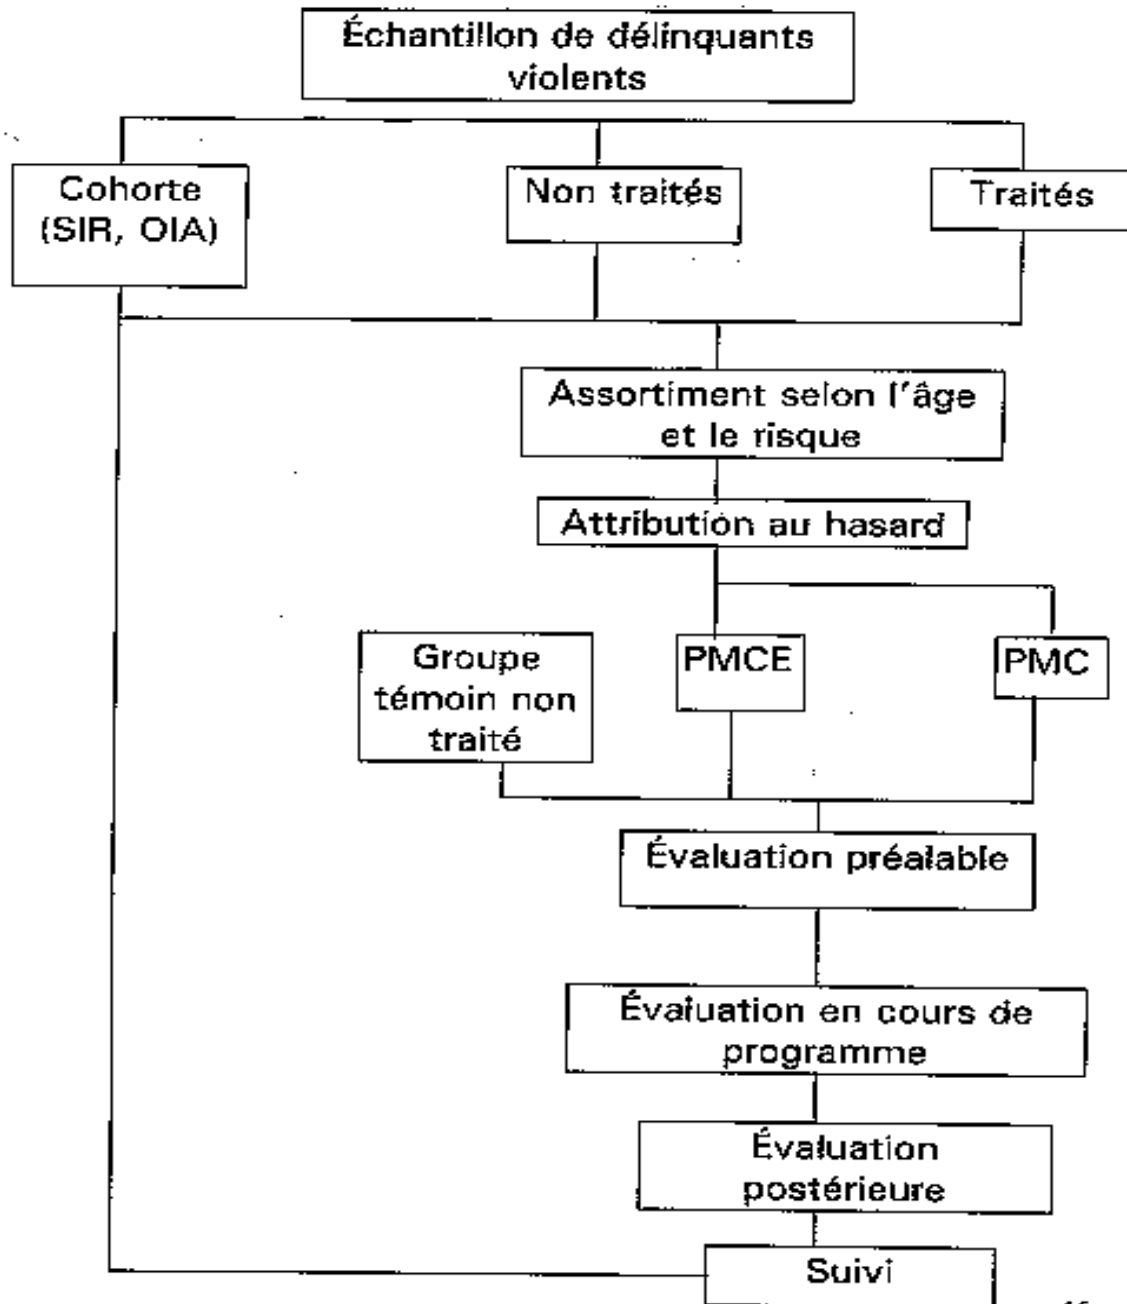 Échantillon de délinquants
violents
Cohorte
(SIR, OIA)
Non traités
Traités
Assortiment selon l'âge
et le risque
Attribution au hasard
Groupe
témoin non
traité
PMCE
PMC
Évaluation préalable
Évaluation en cours de
programme
Évaluation
postérieure
Suivi